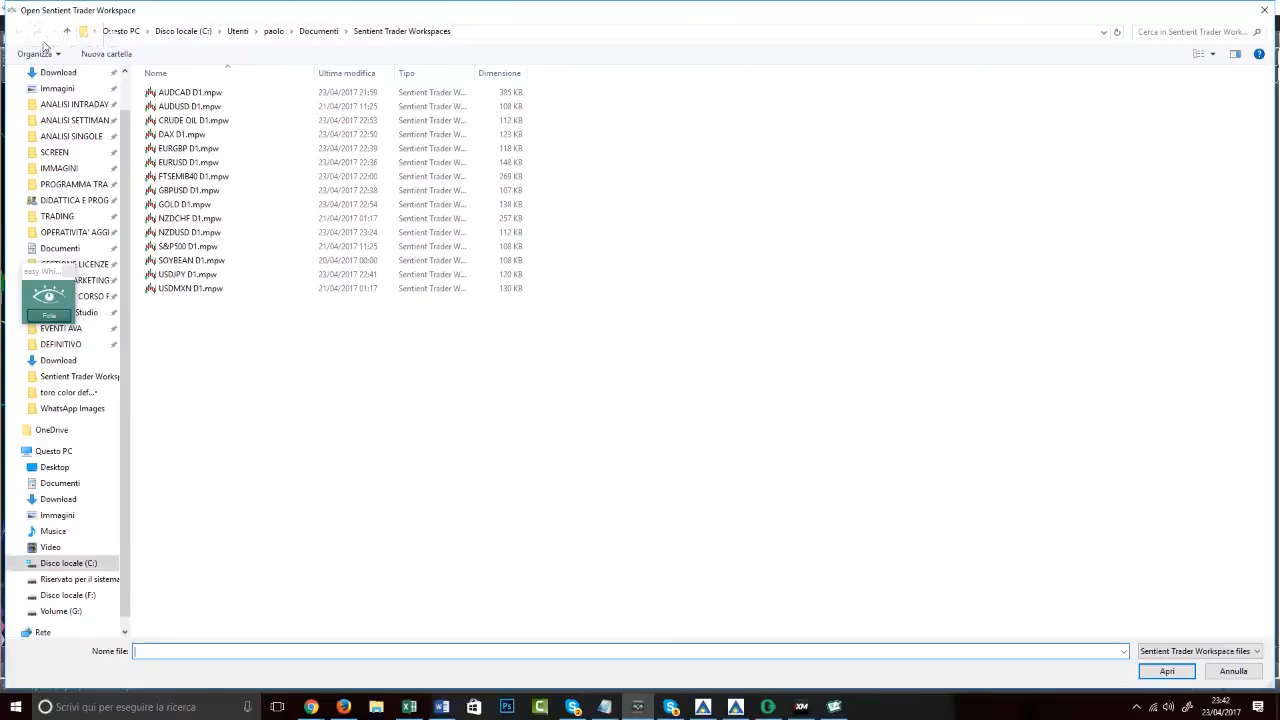 Open Sentient Trader Workspace
Questo PC > Disco locale (C:) > Utenti > paolo > Documenti > Sentient Trader Workspaces
Cerca in Sentient Trader Work...
Organizza
Nuova cartella
Download
Immagini
ANALISI INTRADAY
ANALISI SETTIMAN
ANALISI SINGOLE
SCREEN
IMMAGINI
PROGRAMMA TRA
DIDATTICA E PROG
TRADING
OPERATIVITA' AGGI
Documenti
GESTIONE LICENZE
easy Whi...
Folie
EVENTI AVA
DEFINITIVO
Download
Sentient Trader Worksp
toro color def...
WhatsApp Images
OneDrive
Questo PC
Desktop
Documenti
Download
Immagini
Musica
Video
Disco locale (C:)
Riservato per il sistema
Disco locale (F:)
Volume (G:)
Rete
Nome Ultima modifica Tipo Dimensione
AUDCAD D1.mpw 23/04/2017 21:59 Sentient Trader W... 385 KB
AUDUSD D1.mpw 21/04/2017 11:25 Sentient Trader W... 108 KB
CRUDE OIL D1.mpw 23/04/2017 22:53 Sentient Trader W... 112 KB
DAX D1.mpw 23/04/2017 22:50 Sentient Trader W... 123 KB
EURGBP D1.mpw 23/04/2017 22:39 Sentient Trader W... 118 KB
EURUSD D1.mpw 23/04/2017 22:36 Sentient Trader W... 148 KB
FTSEMIB40 D1.mpw 23/04/2017 22:00 Sentient Trader W... 269 KB
GBPUSD D1.mpw 23/04/2017 22:38 Sentient Trader W... 107 KB
GOLD D1.mpw 23/04/2017 22:54 Sentient Trader W... 138 KB
NZDCHF D1.mpw 21/04/2017 01:17 Sentient Trader W... 257 KB
NZDUSD D1.mpw 23/04/2017 23:24 Sentient Trader W... 112 KB
S&P500 D1.mpw 21/04/2017 11:25 Sentient Trader W... 108 KB
SOYBEAN D1.mpw 20/04/2017 00:00 Sentient Trader W... 108 KB
USDJPY D1.mpw 23/04/2017 22:41 Sentient Trader W... 120 KB
USDMXN D1.mpw 21/04/2017 01:17 Sentient Trader W... 130 KB
Nome file:
Sentient Trader Workspace files
Apri
Annulla
Scrivi qui per eseguire la ricerca
XM
23:42
23/04/2017